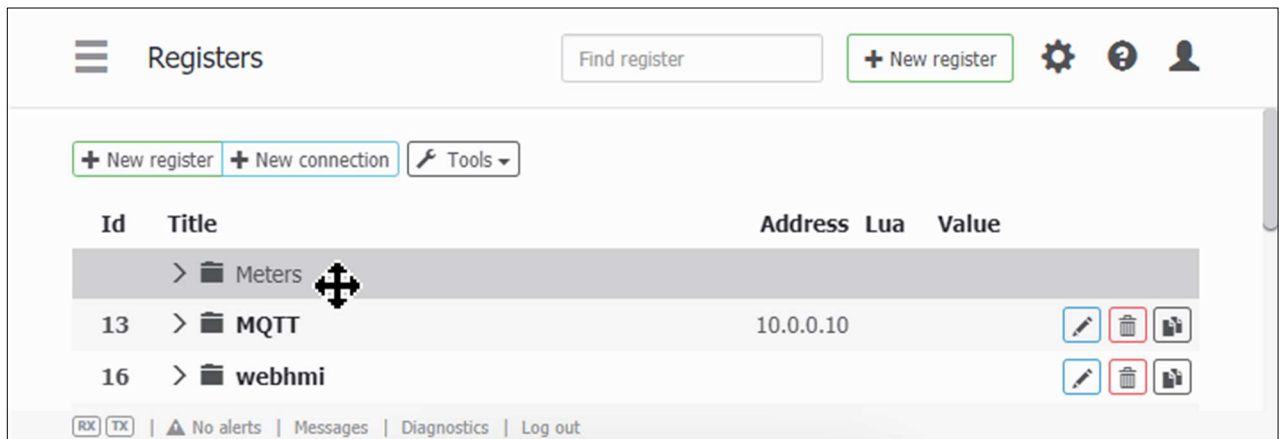 Registers Find register + New register
+ New register + New connection Tools
Id Title Address Lua Value
Meters
13 MQTT 10.0.0.10
16 webhmi
RX TX | No alerts | Messages | Diagnostics | Log out